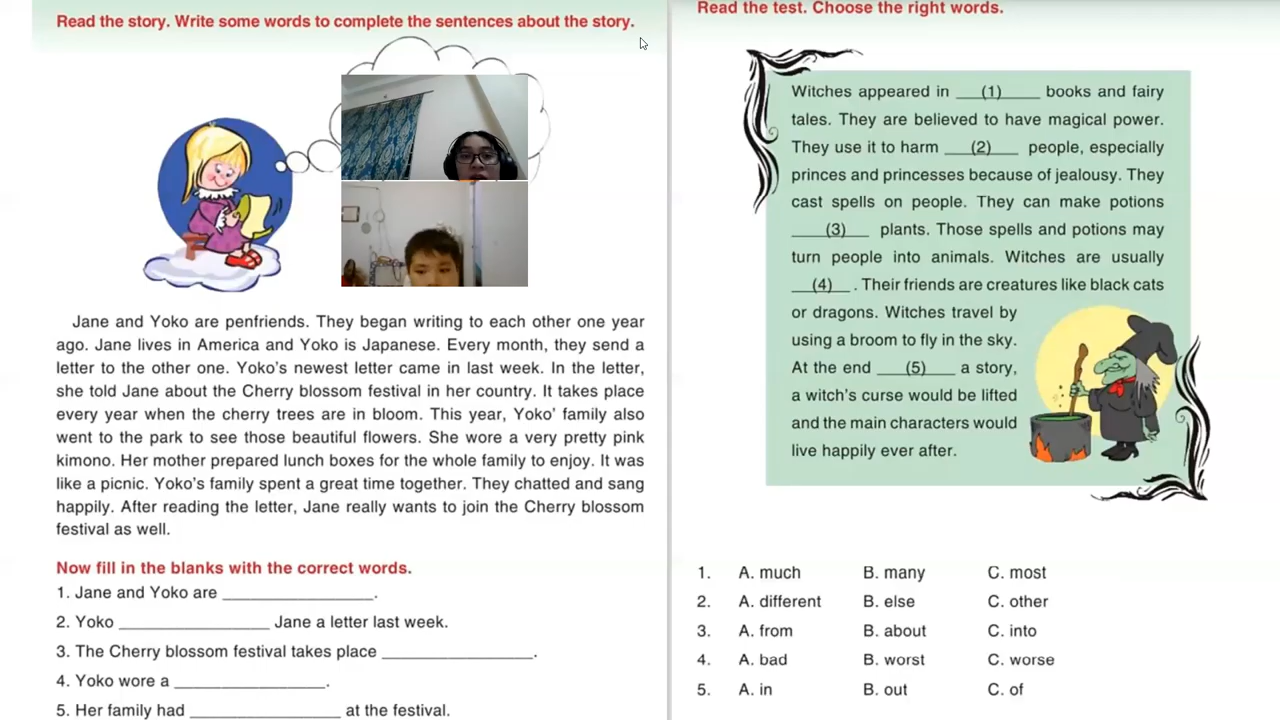 Read the story. Write some words to complete the sentences about the story.
Jane and Yoko are penfriends. They began writing to each other one year
ago. Jane lives in America and Yoko is Japanese. Every month, they send a
letter to the other one. Yoko's newest letter came in last week. In the letter,
she told Jane about the Cherry blossom festival in her country. It takes place
every year when the cherry trees are in bloom. This year, Yoko' family also
went to the park to see those beautiful flowers. She wore a very pretty pink
kimono. Her mother prepared lunch boxes for the whole family to enjoy. It was
like a picnic. Yoko's family spent a great time together. They chatted and sang
happily. After reading the letter, Jane really wants to join the Cherry blossom
festival as well.
Now fill in the blanks with the correct words.
1. Jane and Yoko are ________________.
2. Yoko ________________ Jane a letter last week.
3. The Cherry blossom festival takes place ________________.
4. Yoko wore a ________________.
5. Her family had ________________ at the festival.
Read the test. Choose the right words.
Witches appeared in ___(1)____ books and fairy
tales. They are believed to have magical power.
They use it to harm ___(2)___ people, especially
princes and princesses because of jealousy. They
cast spells on people. They can make potions
____(3)___ plants. Those spells and potions may
turn people into animals. Witches are usually
__(4)__. Their friends are creatures like black cats
or dragons. Witches travel by
using a broom to fly in the sky.
At the end ___(5)___ a story,
a witch's curse would be lifted
and the main characters would
live happily ever after.
1. A. much B. many C. most
2. A. different B. else C. other
3. A. from B. about C. into
4. A. bad B. worst C. worse
5. A. in B. out C. of